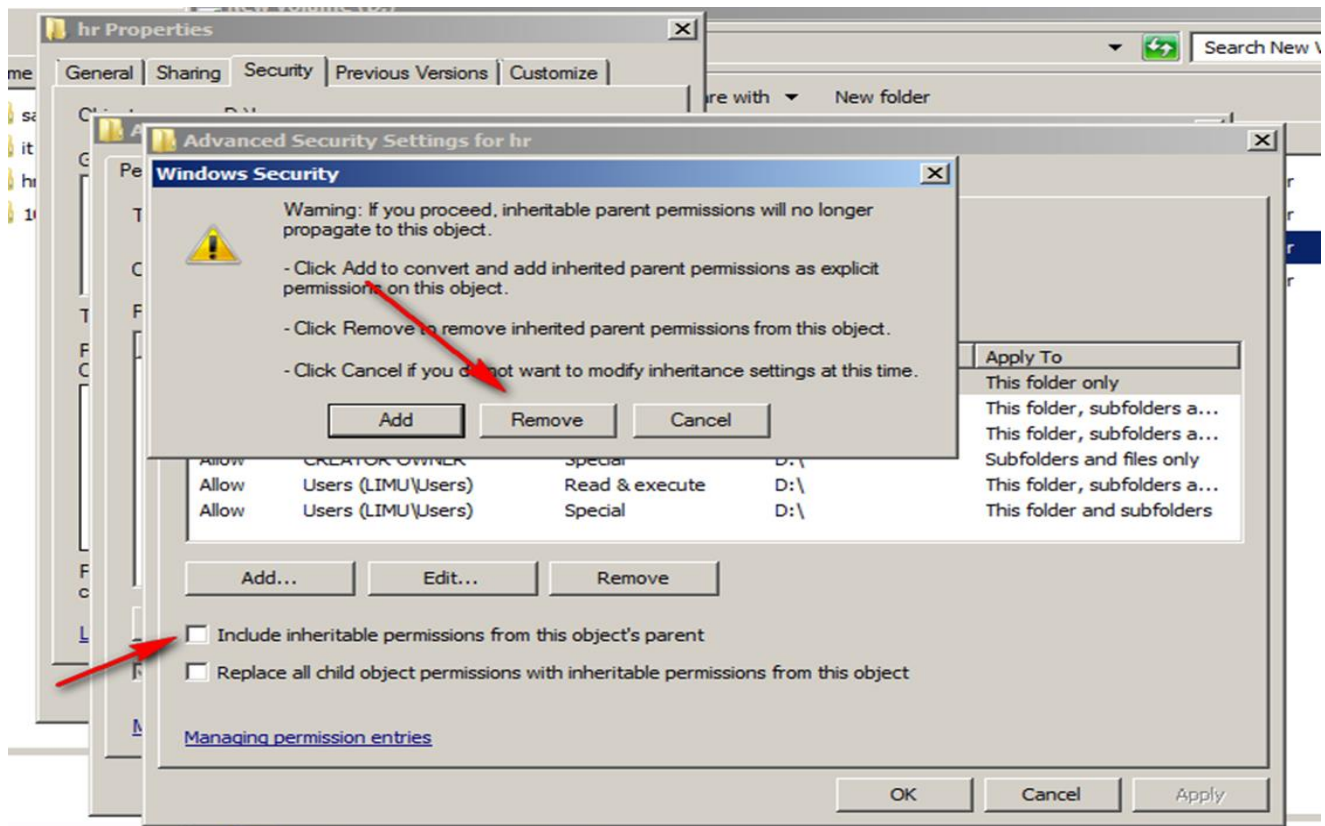 hr Properties
Search New
General
Sharing
Security
Previous Versions
Customize
New folder
with
it
Advanced Security Settings for hr
Windows Security
Warning: If you proceed, inheritable parent permissions will no longer
propagate to this object.
- Click Add to convert and add inherited parent permissions as explicit
permissions on this object.
- Click Remove to remove inherited parent permissions from this object.
- Click Cancel if you do not want to modify inheritance settings at this time.
Add
Remove
Cancel
Apply To
This folder only
This folder, subfolders a...
This folder, subfolders a...
Allow CREATOR OWNER Special D:\ Subfolders and files only
Allow Users (LIMU\Users) Read & execute D:\ This folder, subfolders a...
Allow Users (LIMU\Users) Special D:\ This folder and subfolders
Add... Edit... Remove
Include inheritable permissions from this object's parent
Replace all child object permissions with inheritable permissions from this object
Managing permission entries
OK Cancel Apply